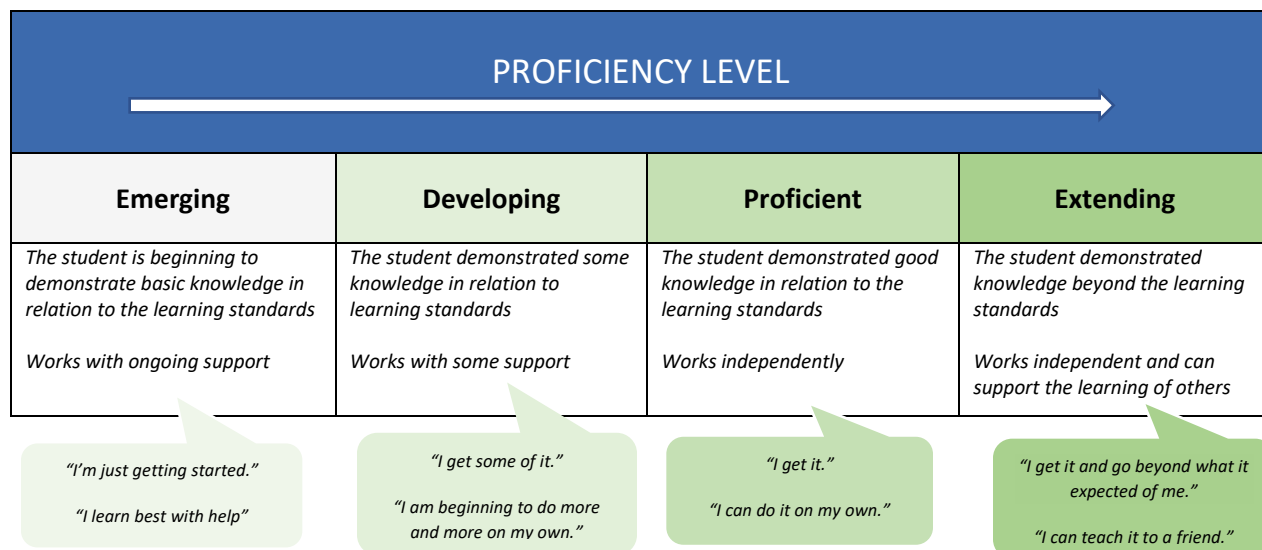 PROFICIENCY LEVEL
Emerging
Developing
Proficient
Extending
The student is beginning to
demonstrate basic knowledge in
relation to the learning standards
Works with ongoing support
The student demonstrated some
knowledge in relation to
learning standards
Works with some support
The student demonstrated good
knowledge in relation to the
learning standards
Works independently
The student demonstrated
knowledge beyond the learning
standards
Works independent and can
support the learning of others
“I’m just getting started.”
“I learn best with help”
“I get some of it.”
“I am beginning to do more
and more on my own.”
“I get it.”
“I can do it on my own.”
“I get it and go beyond what it
expected of me.”
“I can teach it to a friend.”